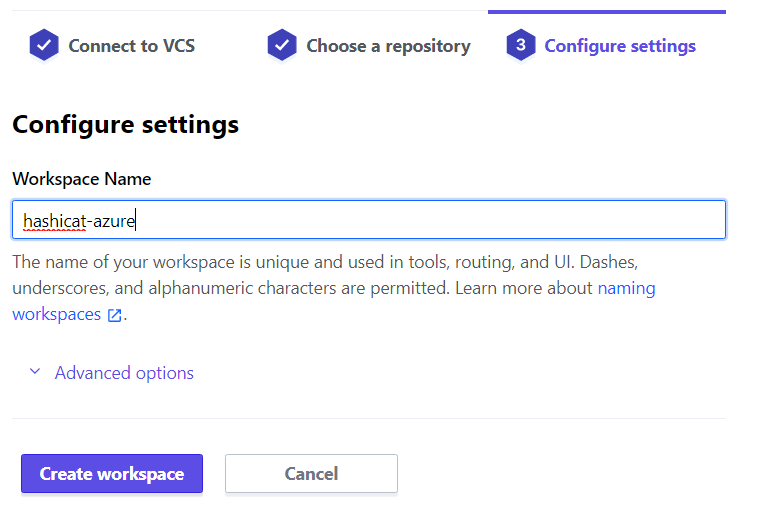 Connect to VCS
Choose a repository
3 Configure settings
Configure settings
Workspace Name
hashicat-azure
The name of your workspace is unique and used in tools, routing, and UI. Dashes,
underscores, and alphanumeric characters are permitted. Learn more about naming
workspaces.
Advanced options
Create workspace
Cancel